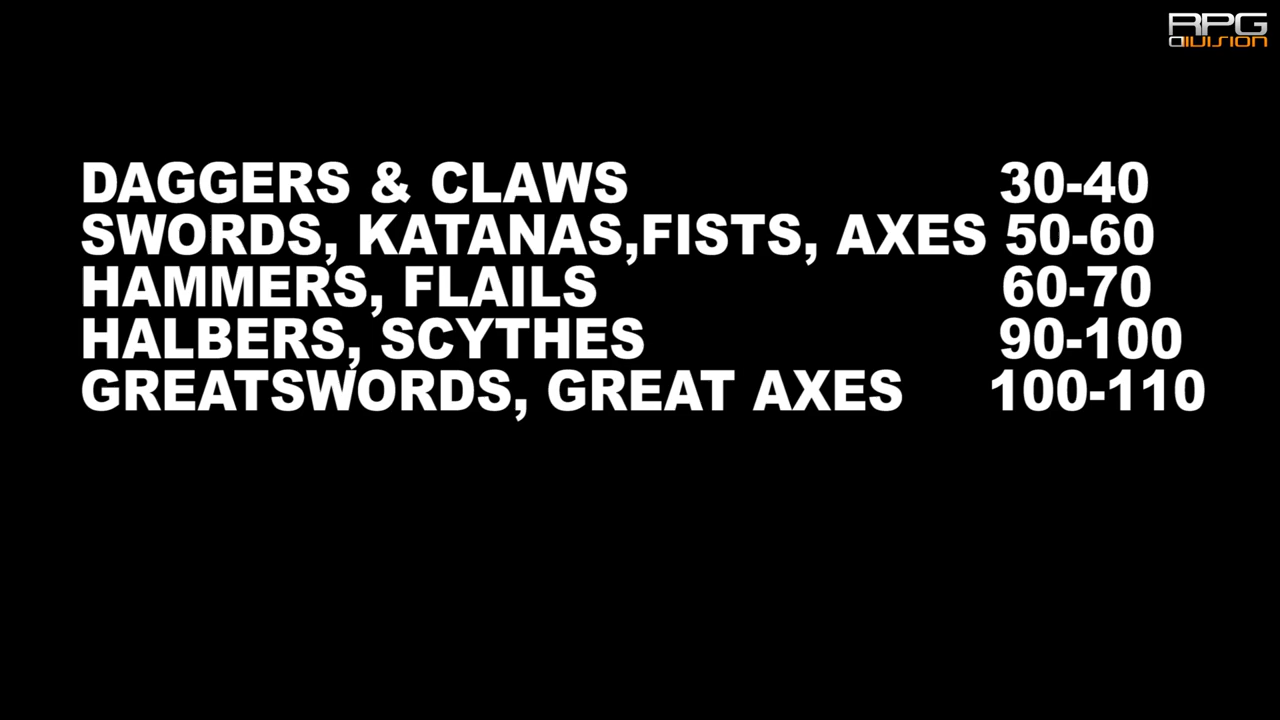 RPG
DIVISION
DAGGERS & CLAWS 30-40
SWORDS, KATANAS,FISTS, AXES 50-60
HAMMERS, FLAILS 60-70
HALBERS, SCYTHES 90-100
GREATSWORDS, GREAT AXES 100-110